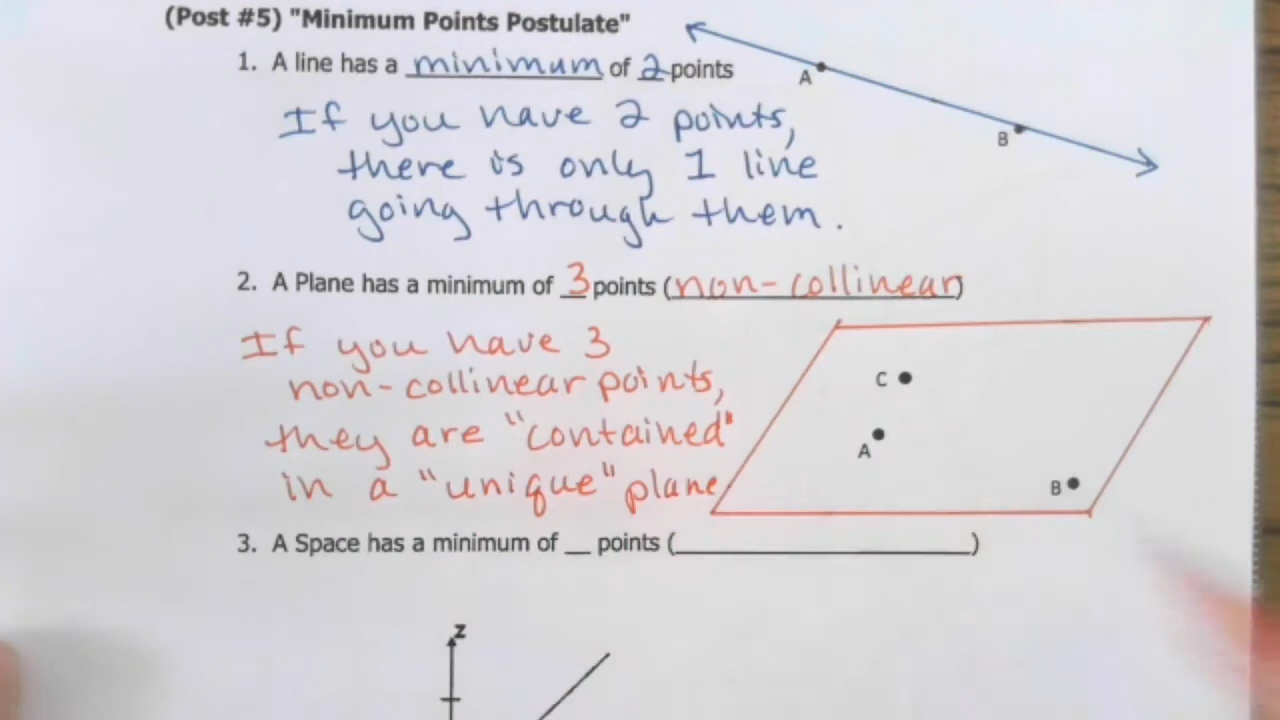 (Post #5) "Minimum Points Postulate"
1. A line has a minimum of 2 points
A
B
If you have 2 points,
there is only 1 line
going through them.
2. A Plane has a minimum of 3 points (non-collinear)
If you have 3
non-collinear points,
they are "contained"
in a "unique" plane
C
A
B
3. A Space has a minimum of __ points (____________________)
z